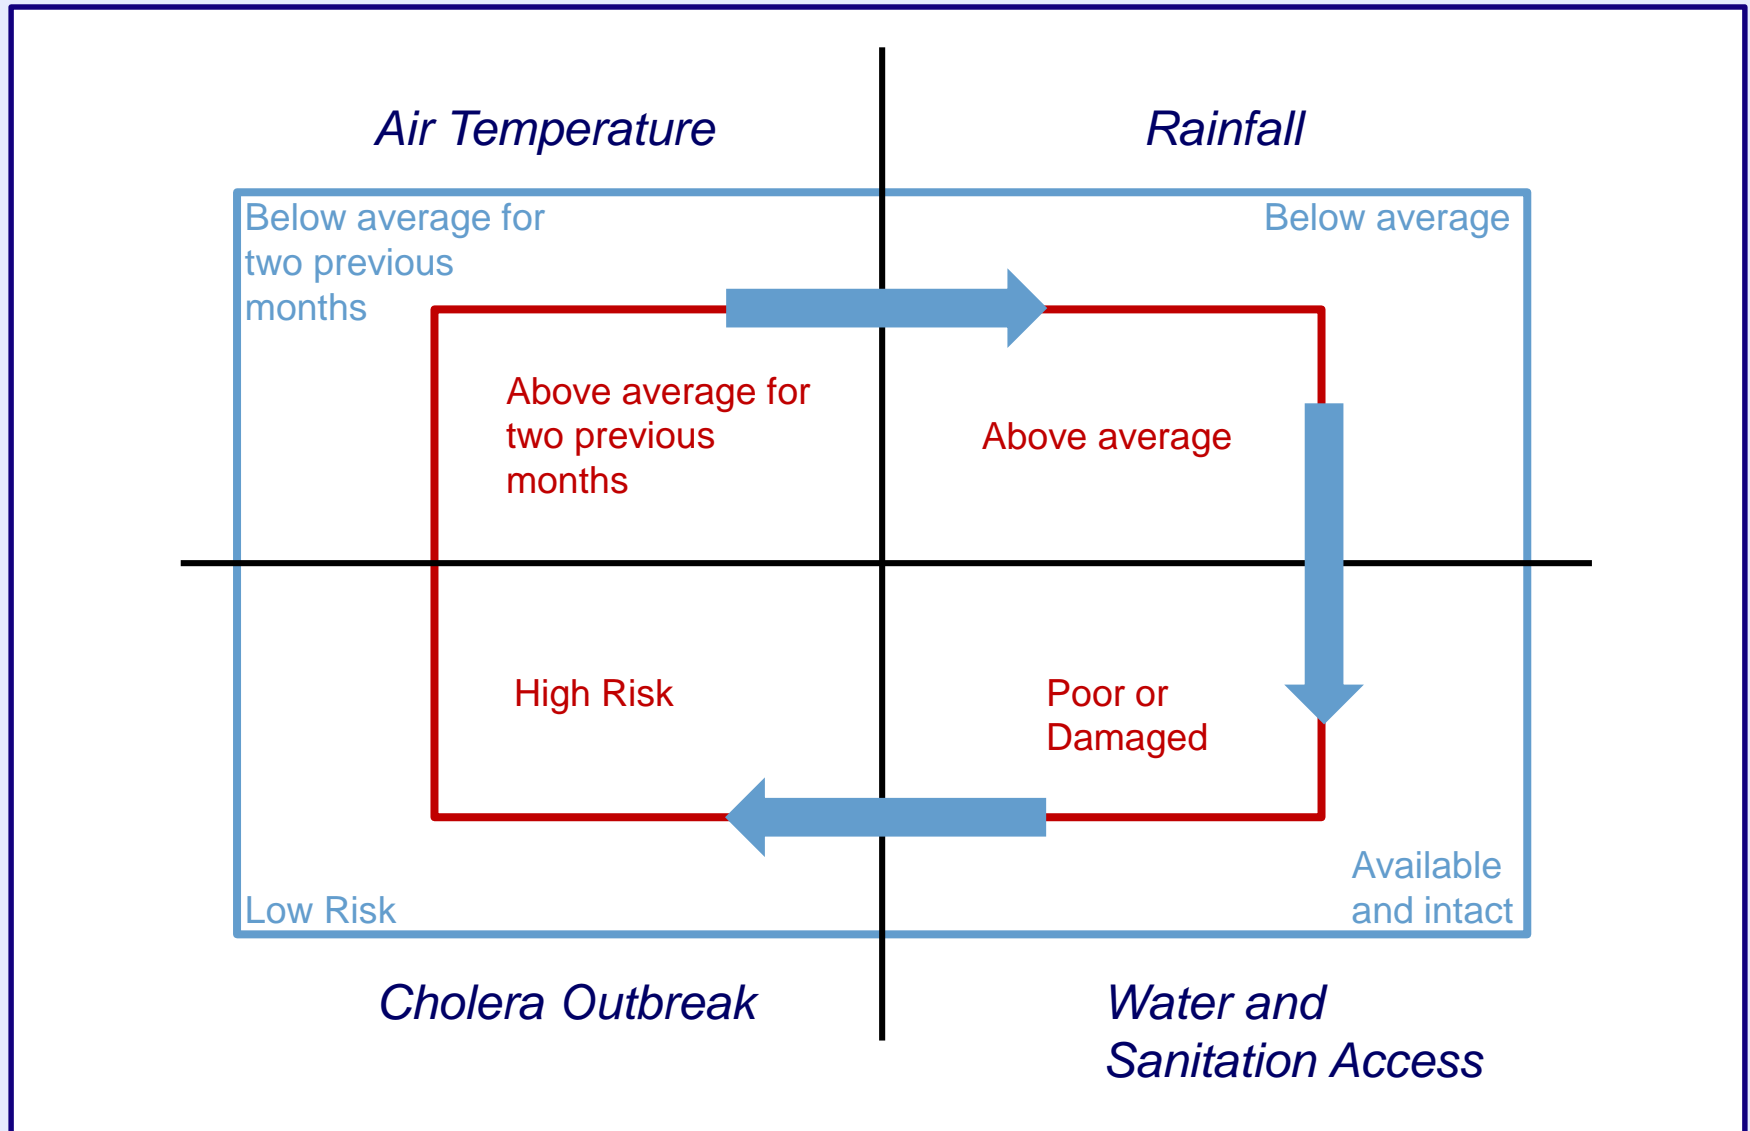 Air Temperature
Rainfall
Below average for
two previous
months
Below average
Above average for
two previous
months
Above average
High Risk
Poor or
Damaged
Low Risk
Available
and intact
Cholera Outbreak
Water and
Sanitation Access